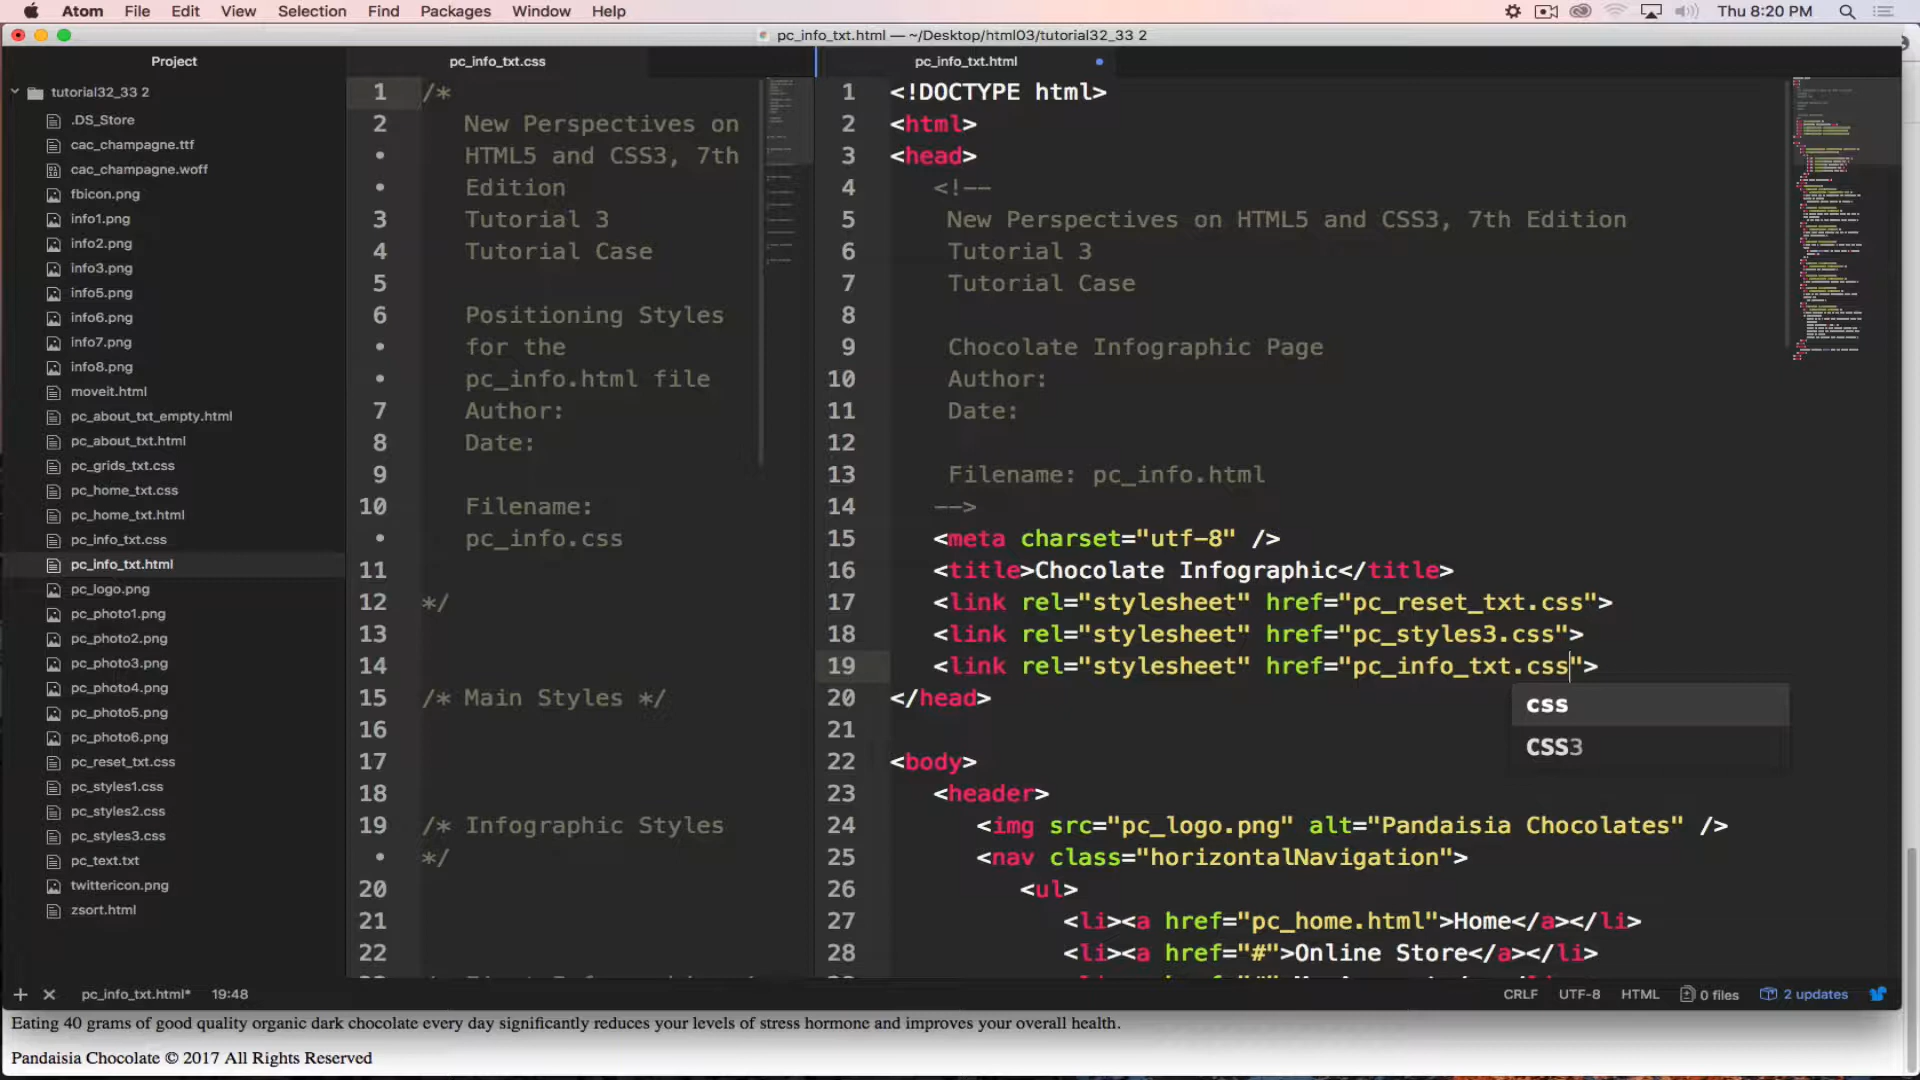 Atom File Edit View Selection Find Packages Window Help Thu 8:20 PM
pc_info_txt.html — ~/Desktop/html03/tutorial32_33 2
Project
tutorial32_33 2
.DS_Store
cac_champagne.ttf
cac_champagne.woff
fbicon.png
info1.png
info2.png
info3.png
info5.png
info6.png
info7.png
info8.png
moveit.html
pc_about_txt_empty.html
pc_about_txt.html
pc_grids_txt.css
pc_home_txt.css
pc_home_txt.html
pc_info_txt.css
pc_info_txt.html
pc_logo.png
pc_photo1.png
pc_photo2.png
pc_photo3.png
pc_photo4.png
pc_photo5.png
pc_photo6.png
pc_reset_txt.css
pc_styles1.css
pc_styles2.css
pc_styles3.css
pc_text.txt
twittericon.png
zsort.html
pc_info_txt.css
1 /*
2 New Perspectives on
• HTML5 and CSS3, 7th
• Edition
3 Tutorial 3
4 Tutorial Case
5
6 Positioning Styles
• for the
• pc_info.html file
7 Author:
8 Date:
9
10 Filename:
• pc_info.css
11
12 */
13
14
15 /* Main Styles */
16
17
18
19 /* Infographic Styles
• */
20
21
22
pc_info_txt.html
1 <!DOCTYPE html>
2 <html>
3 <head>
4 <!--
5 New Perspectives on HTML5 and CSS3, 7th Edition
6 Tutorial 3
7 Tutorial Case
8
9 Chocolate Infographic Page
10 Author:
11 Date:
12
13 Filename: pc_info.html
14 -->
15 <meta charset="utf-8" />
16 <title>Chocolate Infographic</title>
17 <link rel="stylesheet" href="pc_reset_txt.css">
18 <link rel="stylesheet" href="pc_styles3.css">
19 <link rel="stylesheet" href="pc_info_txt.css">
20 </head>
css
21
CSS3
22 <body>
23 <header>
24 <img src="pc_logo.png" alt="Pandaisia Chocolates" />
25 <nav class="horizontalNavigation">
26 <ul>
27 <li><a href="pc_home.html">Home</a></li>
28 <li><a href="#">Online Store</a></li>
pc_info_txt.html* 19:48 CRLF UTF-8 HTML 0 files 2 updates
Eating 40 grams of good quality organic dark chocolate every day significantly reduces your levels of stress hormone and improves your overall health.
Pandaisia Chocolate © 2017 All Rights Reserved